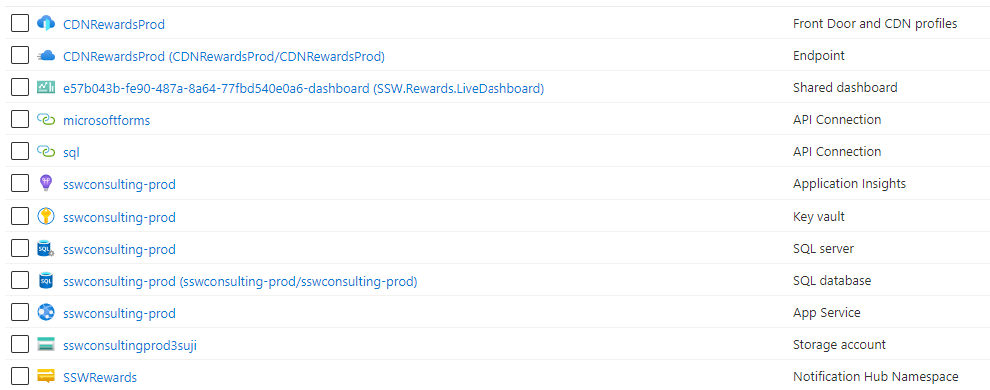 CDNRewardsProd Front Door and CDN profiles
CDNRewardsProd (CDNRewardsProd/CDNRewardsProd) Endpoint
e57b043b-fe90-487a-8a64-77fbd540e0a6-dashboard (SSW.Rewards.LiveDashboard) Shared dashboard
microsoftforms API Connection
sql API Connection
sswconsulting-prod Application Insights
sswconsulting-prod Key vault
SQL sswconsulting-prod SQL server
SQL sswconsulting-prod (sswconsulting-prod/sswconsulting-prod) SQL database
sswconsulting-prod App Service
sswconsultingprod3suji Storage account
SSWRewards Notification Hub Namespace